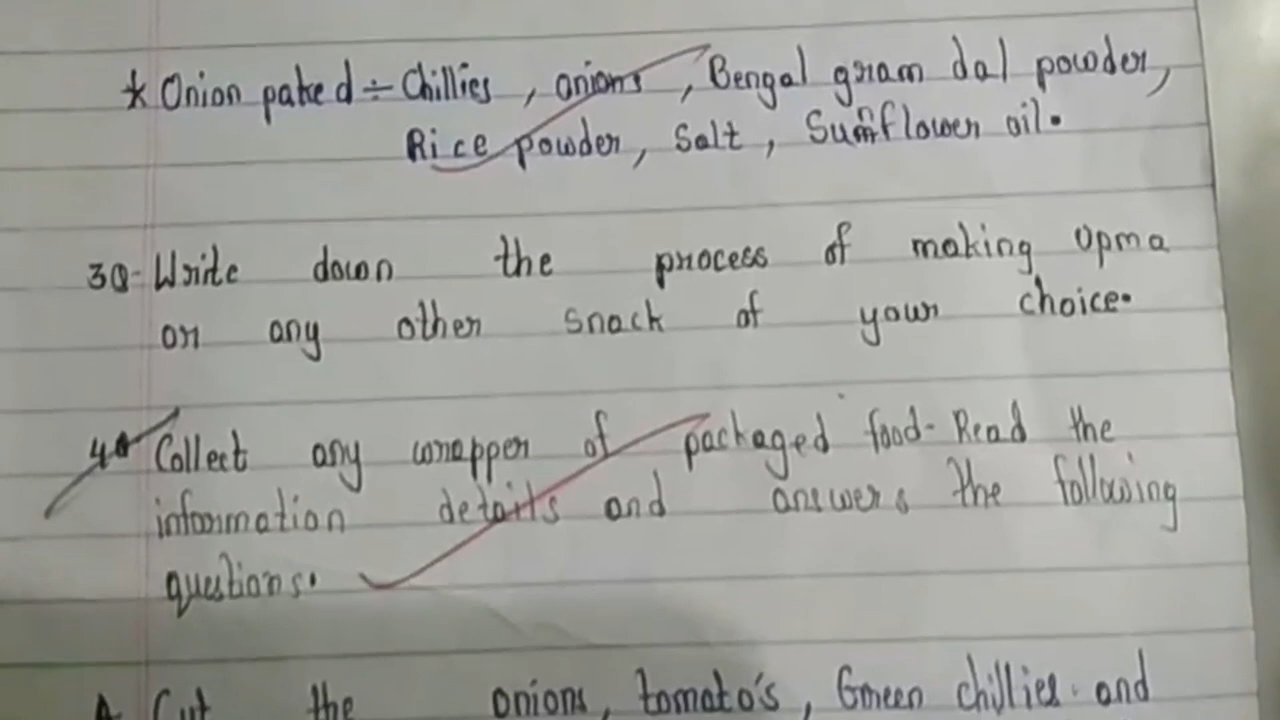 * Onion paked ÷ Chillies , onions , Bengal gram dal powder,
Rice powder, Salt , Sunflower oil.
3Q- Write down the process of making Upma
or any other snack of your choice.
4Q Collect any wrapper of packaged food- Read the
information details and answers the following
questions.
A Cut the onions, tomato's, Green chillies and